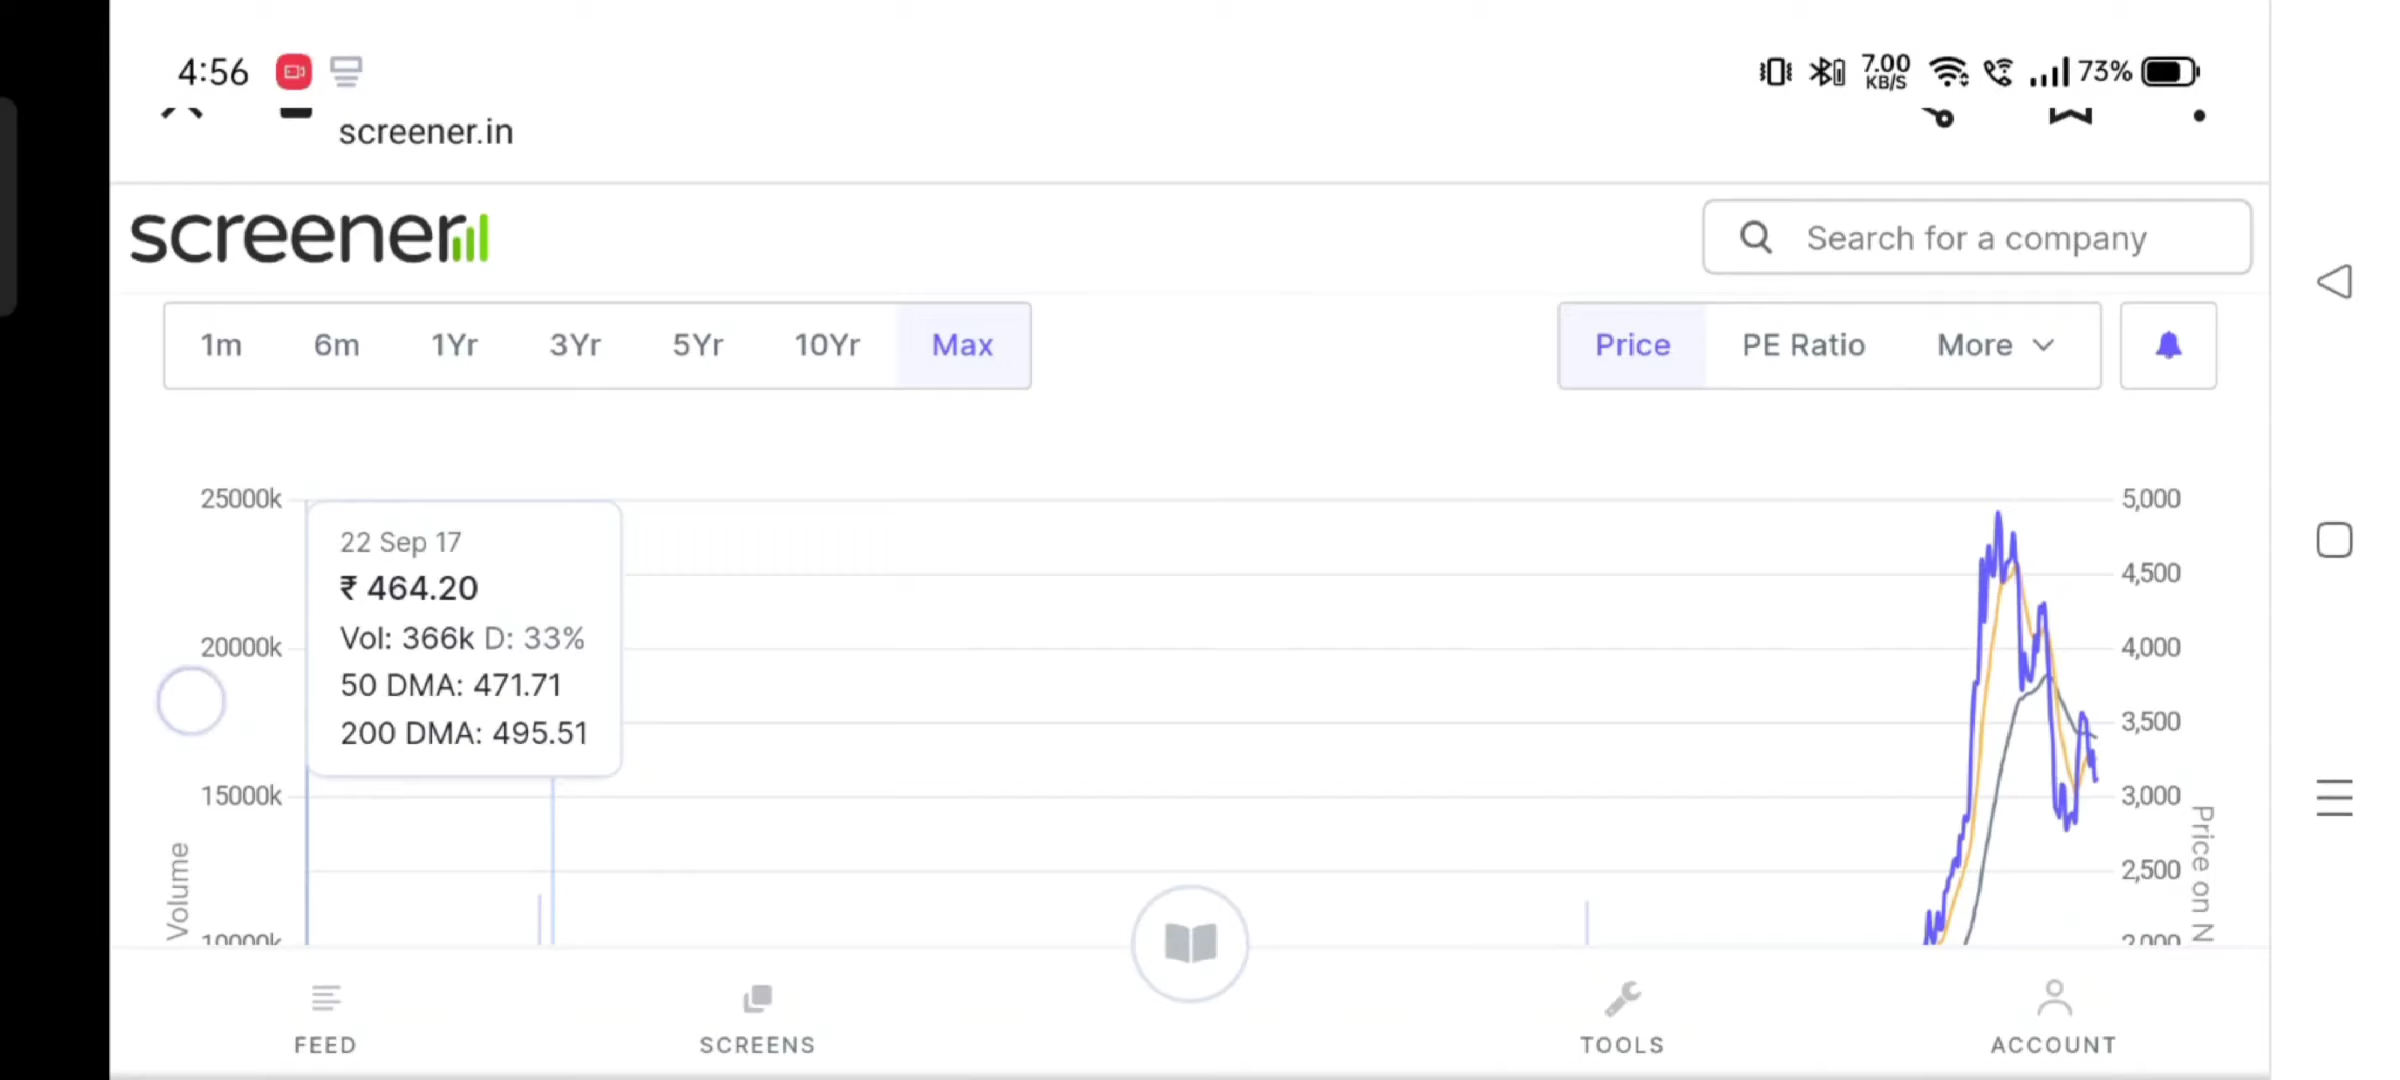 4:56
7.00
KB/S
73%
screener.in
screener
Search for a company
1m 6m 1Yr 3Yr 5Yr 10Yr Max
Price PE Ratio More
25000k
5,000
22 Sep 17
₹ 464.20
4,500
Vol: 366k D: 33%
20000k
4,000
50 DMA: 471.71
200 DMA: 495.51
3,500
15000k
3,000
2,500
Volume
Price on N
10000k
2,000
FEED
SCREENS
TOOLS
ACCOUNT